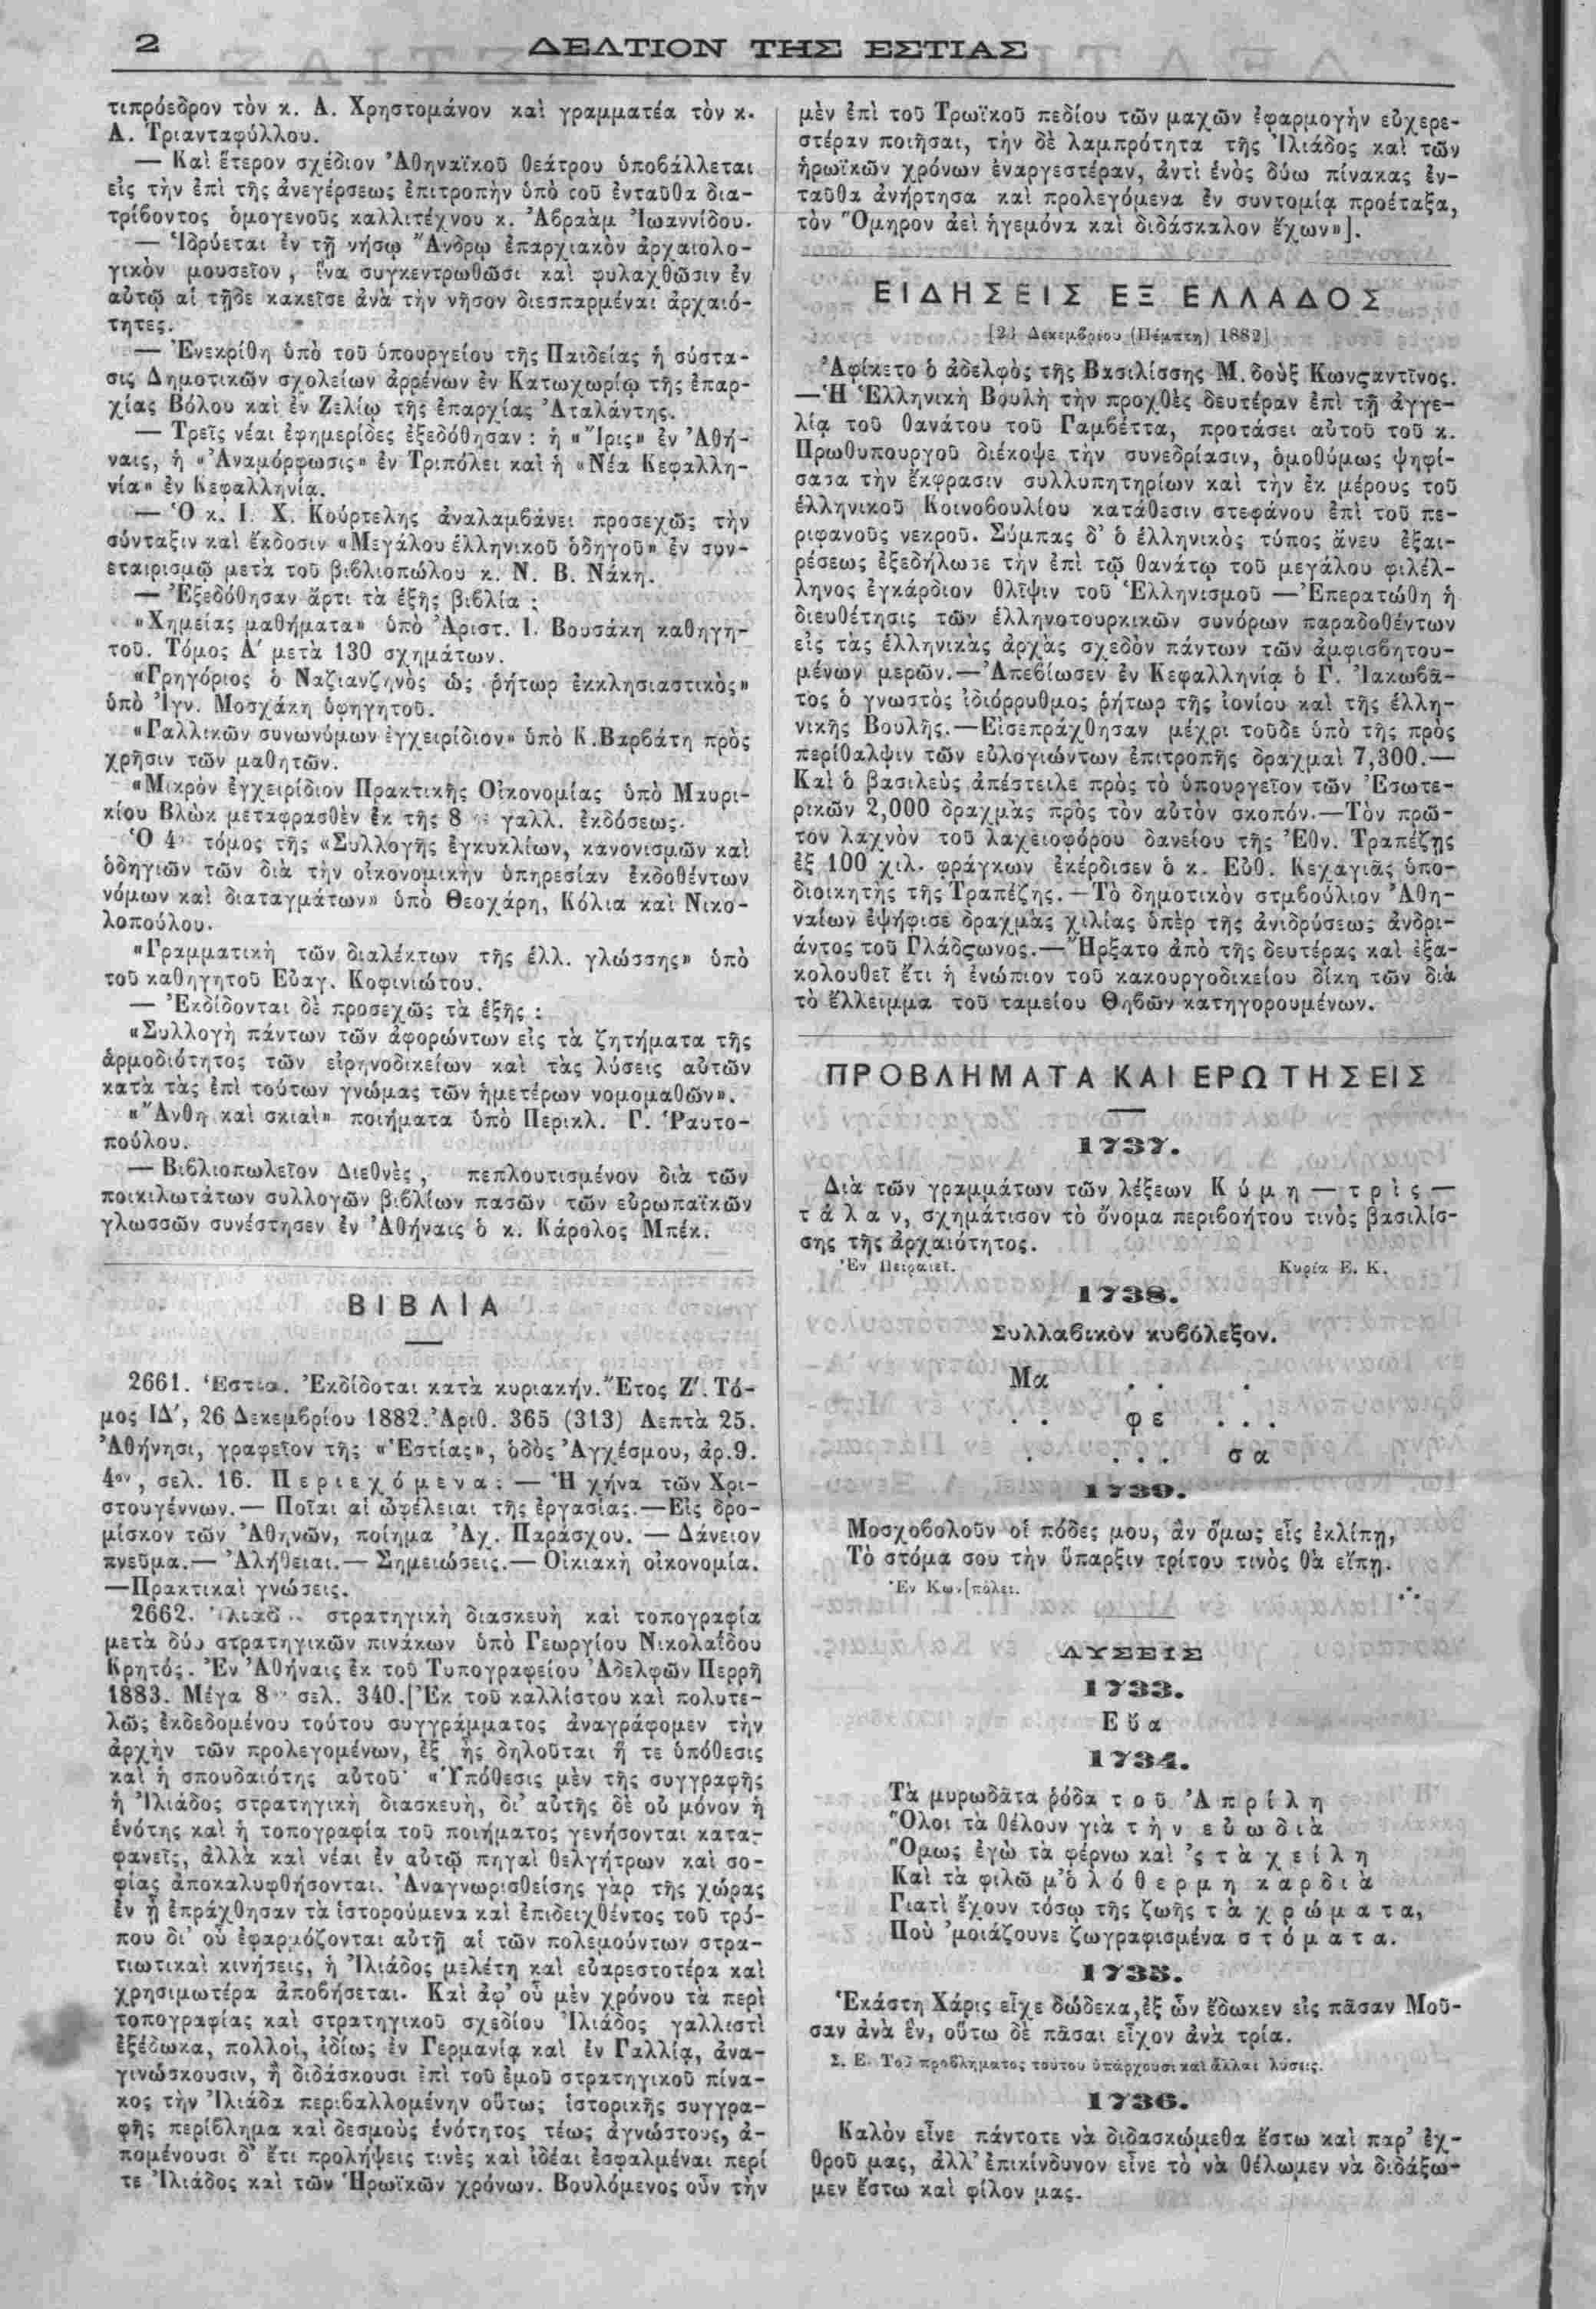 2
ΔΕΛΤΙΟΝ ΤΗΣ ΕΣΤΙΑΣ
τιπρόεδρον τὸν κ. Α. Χρηστομάνον καὶ γραμματέα τὸν κ.
Α. Τριανταφύλλου.
— Καὶ ἕτερον σχέδιον Ἀθηναϊκοῦ θεάτρου ὑποβάλλεται
εἰς τὴν ἐπὶ τῆς ἀνεγέρσεως ἐπιτροπὴν ὑπὸ τοῦ ἐνταῦθα δια-
τρίβοντος ὁμογενοῦς καλλιτέχνου κ. Ἀβραὰμ Ἰωαννίδου.
— Ἱδρύεται ἐν τῇ νήσῳ Ἄνδρῳ ἐπαρχιακὸν ἀρχαιολο-
γικὸν μουσεῖον, ἵνα συγκεντρωθῶσι καὶ φυλαχθῶσιν ἐν
αὐτῷ αἱ τῇδε κακεῖσε ἀνὰ τὴν νῆσον διεσπαρμέναι ἀρχαιό-
τητες.
— Ἐνεκρίθη ὑπὸ τοῦ ὑπουργείου τῆς Παιδείας ἡ σύστα-
σις Δημοτικῶν σχολείων ἀρρένων ἐν Κατωχωρίῳ τῆς ἐπαρ-
χίας Βόλου καὶ ἐν Ζελίῳ τῆς ἐπαρχίας Ἀταλάντης.
— Τρεῖς νέαι ἐφημερίδες ἐξεδόθησαν : ἡ «Ἶρις» ἐν Ἀθή-
ναις, ἡ «Ἀναμόρφωσις» ἐν Τριπόλει καὶ ἡ «Νέα Κεφαλλη-
νία» ἐν Κεφαλληνίᾳ.
— Ὁ κ. Ι. Χ. Κούρτελης ἀναλαμβάνει προσεχῶς τὴν
σύνταξιν καὶ ἔκδοσιν «Μεγάλου ἑλληνικοῦ ὁδηγοῦ» ἐν συν-
εταιρισμῷ μετὰ τοῦ βιβλιοπώλου κ. Ν. Β. Νάκη.
— Ἐξεδόθησαν ἄρτι τὰ ἑξῆς βιβλία :
«Χημείας μαθήματα» ὑπὸ Ἀριστ. Ι. Βουσάκη καθηγη-
τοῦ. Τόμος Α′ μετὰ 130 σχημάτων.
«Γρηγόριος ὁ Ναζιανζηνὸς ὡς ῥήτωρ ἐκκλησιαστικὸς»
ὑπὸ Ἰγν. Μοσχάκη ὑφηγητοῦ.
«Γαλλικῶν συνωνύμων ἐγχειρίδιον» ὑπὸ Κ. Βαρβάτη πρὸς
χρῆσιν τῶν μαθητῶν.
«Μικρὸν ἐγχειρίδιον Πρακτικῆς Οἰκονομίας ὑπὸ Μαυρι-
κίου Βλὼκ μεταφρασθὲν ἐκ τῆς 8 γαλλ. ἐκδόσεως.
Ὁ 4ος τόμος τῆς «Συλλογῆς ἐγκυκλίων, κανονισμῶν καὶ
ὁδηγιῶν τῶν διὰ τὴν οἰκονομικὴν ὑπηρεσίαν ἐκδοθέντων
νόμων καὶ διαταγμάτων» ὑπὸ Θεοχάρη, Κόλια καὶ Νικο-
λοπούλου.
«Γραμματικὴ τῶν διαλέκτων τῆς ἑλλ. γλώσσης» ὑπὸ
τοῦ καθηγητοῦ Εὐαγ. Κοφινιώτου.
— Ἐκδίδονται δὲ προσεχῶς τὰ ἑξῆς :
«Συλλογὴ πάντων τῶν ἀφορώντων εἰς τὰ ζητήματα τῆς
ἁρμοδιότητος τῶν εἰρηνοδικείων καὶ τὰς λύσεις αὐτῶν
κατὰ τὰς ἐπὶ τούτων γνώμας τῶν ἡμετέρων νομομαθῶν».
«Ἄνθη καὶ σκιαὶ» ποιήματα ὑπὸ Περικλ. Γ. Ῥαυτο-
πούλου.
— Βιβλιοπωλεῖον Διεθνὲς, πεπλουτισμένον διὰ τῶν
ποικιλωτάτων συλλογῶν βιβλίων πασῶν τῶν εὐρωπαϊκῶν
γλωσσῶν συνέστησεν ἐν Ἀθήναις ὁ κ. Κάρολος Μπέκ.
ΒΙΒΛΙΑ
2661. Ἑστία. Ἐκδίδοται κατὰ κυριακήν. Ἔτος Ζ′. Τό-
μος ΙΔ′, 26 Δεκεμβρίου 1882. Ἀριθ. 365 (313) Λεπτὰ 25.
Ἀθήνησι, γραφεῖον τῆς «Ἑστίας», ὁδὸς Ἀγχέσμου, ἀρ. 9.
4ον, σελ. 16. Περιεχόμενα : — Ἡ χήνα τῶν Χρι-
στουγέννων. — Ποῖαι αἱ ὠφέλειαι τῆς ἐργασίας. — Εἰς δρο-
μίσκον τῶν Ἀθηνῶν, ποίημα Ἀχ. Παράσχου. — Δάνειον
πνεῦμα. — Ἀλήθειαι. — Σημειώσεις. — Οἰκιακὴ οἰκονομία.
— Πρακτικαὶ γνώσεις.
2662. στρατηγικὴ διασκευὴ καὶ τοπογραφία
μετὰ δύο στρατηγικῶν πινάκων ὑπὸ Γεωργίου Νικολαΐδου
Κρητός. Ἐν Ἀθήναις ἐκ τοῦ Τυπογραφείου Ἀδελφῶν Περρῆ
1883. Μέγα 8ον σελ. 340. [Ἐκ τοῦ καλλίστου καὶ πολυτε-
λῶς ἐκδεδομένου τούτου συγγράμματος ἀναγράφομεν τὴν
ἀρχὴν τῶν προλεγομένων, ἐξ ἧς δηλοῦται ἥ τε ὑπόθεσις
καὶ ἡ σπουδαιότης αὐτοῦ· «Ὑπόθεσις μὲν τῆς συγγραφῆς
ἡ Ἰλιάδος στρατηγικὴ διασκευὴ, δι' αὐτῆς δὲ οὐ μόνον ἡ
ἑνότης καὶ ἡ τοπογραφία τοῦ ποιήματος γενήσονται κατα-
φανεῖς, ἀλλὰ καὶ νέαι ἐν αὐτῷ πηγαὶ θελγήτρων καὶ σο-
φίας ἀποκαλυφθήσονται. Ἀναγνωρισθείσης γὰρ τῆς χώρας
ἐν ᾗ ἐπράχθησαν τὰ ἱστορούμενα καὶ ἐπιδειχθέντος τοῦ τρό-
που δι' οὗ ἐφαρμόζονται αὐτῇ αἱ τῶν πολεμούντων στρα-
τιωτικαὶ κινήσεις, ἡ Ἰλιάδος μελέτη καὶ εὐαρεστοτέρα καὶ
χρησιμωτέρα ἀποβήσεται. Καὶ ἀφ' οὗ μὲν χρόνου τὰ περὶ
τοπογραφίας καὶ στρατηγικοῦ σχεδίου Ἰλιάδος γαλλιστὶ
ἐξέδωκα, πολλοὶ, ἰδίως ἐν Γερμανίᾳ καὶ ἐν Γαλλίᾳ, ἀνα-
γινώσκουσιν, ἢ διδάσκουσι ἐπὶ τοῦ ἐμοῦ στρατηγικοῦ πίνα-
κος τὴν Ἰλιάδα περιβαλλομένην οὕτως ἱστορικῆς συγγρα-
φῆς περίβλημα καὶ δεσμοὺς ἑνότητος τέως ἀγνώστους, ἀ-
πομένουσι δ' ἔτι προλήψεις τινὲς καὶ ἰδέαι ἐσφαλμέναι περί
τε Ἰλιάδος καὶ τῶν Ἡρωϊκῶν χρόνων. Βουλόμενος οὖν τὴν
μὲν ἐπὶ τοῦ Τρωϊκοῦ πεδίου τῶν μαχῶν ἐφαρμογὴν εὐχερε-
στέραν ποιῆσαι, τὴν δὲ λαμπρότητα τῆς Ἰλιάδος καὶ τῶν
ἡρωϊκῶν χρόνων ἐναργεστέραν, ἀντὶ ἑνὸς δύω πίνακας ἐν-
ταῦθα ἀνήρτησα καὶ προλεγόμενα ἐν συντομίᾳ προέταξα,
τὸν Ὅμηρον ἀεὶ ἡγεμόνα καὶ διδάσκαλον ἔχων»].
ΕΙΔΗΣΕΙΣ ΕΞ ΕΛΛΑΔΟΣ
Δεκεμβρίου (Πέμπτη) 1882]
Ἀφίκετο ὁ ἀδελφὸς τῆς Βασιλίσσης Μ. δοὺξ Κωνσταντῖνος.
— Ἡ Ἑλληνικὴ Βουλὴ τὴν προχθὲς δευτέραν ἐπὶ τῇ ἀγγε-
λίᾳ τοῦ θανάτου τοῦ Γαμβέττα, προτάσει αὐτοῦ τοῦ κ.
Πρωθυπουργοῦ διέκοψε τὴν συνεδρίασιν, ὁμοθύμως ψηφί-
σασα τὴν ἔκφρασιν συλλυπητηρίων καὶ τὴν ἐκ μέρους τοῦ
ἑλληνικοῦ Κοινοβουλίου κατάθεσιν στεφάνου ἐπὶ τοῦ πε-
ριφανοῦς νεκροῦ. Σύμπας δ' ὁ ἑλληνικὸς τύπος ἄνευ ἐξαι-
ρέσεως ἐξεδήλωσε τὴν ἐπὶ τῷ θανάτῳ τοῦ μεγάλου φιλέλ-
ληνος ἐγκάρδιον θλῖψιν τοῦ Ἑλληνισμοῦ — Ἐπερατώθη ἡ
διευθέτησις τῶν ἑλληνοτουρκικῶν συνόρων παραδοθέντων
εἰς τὰς ἑλληνικὰς ἀρχὰς σχεδὸν πάντων τῶν ἀμφισβητου-
μένων μερῶν. — Ἀπεβίωσεν ἐν Κεφαλληνίᾳ ὁ Γ. Ἰακωβᾶ-
τος ὁ γνωστὸς ἰδιόρρυθμος ῥήτωρ τῆς ἰονίου καὶ τῆς ἑλλη-
νικῆς Βουλῆς. — Εἰσεπράχθησαν μέχρι τοῦδε ὑπὸ τῆς πρὸς
περίθαλψιν τῶν εὐλογιώντων ἐπιτροπῆς δραχμαὶ 7,300. —
Καὶ ὁ βασιλεὺς ἀπέστειλε πρὸς τὸ ὑπουργεῖον τῶν Ἐσωτε-
ρικῶν 2,000 δραχμὰς πρὸς τὸν αὐτὸν σκοπόν. — Τὸν πρῶ-
τον λαχνὸν τοῦ λαχειοφόρου δανείου τῆς Ἐθν. Τραπέζης
ἐξ 100 χιλ. φράγκων ἐκέρδισεν ὁ κ. Εὐθ. Κεχαγιᾶς ὑπο-
διοικητὴς τῆς Τραπέζης. — Τὸ δημοτικὸν στμβούλιον Ἀθη-
ναίων ἐψήφισε δραχμὰς χιλίας ὑπὲρ τῆς ἀνιδρύσεως ἀνδρι-
άντος τοῦ Γλάδστωνος. — Ἤρξατο ἀπὸ τῆς δευτέρας καὶ ἐξα-
κολουθεῖ ἔτι ἡ ἐνώπιον τοῦ κακουργοδικείου δίκη τῶν διὰ
τὸ ἔλλειμμα τοῦ ταμείου Θηβῶν κατηγορουμένων.
ΠΡΟΒΛΗΜΑΤΑ ΚΑΙ ΕΡΩΤΗΣΕΙΣ
1737.
Διὰ τῶν γραμμάτων τῶν λέξεων Κύμη — τρὶς —
τάλαν, σχημάτισον τὸ ὄνομα περιβοήτου τινὸς βασιλίσ-
σης τῆς ἀρχαιότητος.
Ἐν Πειραιεῖ. Κυρία Ε. Κ.
1738.
Συλλαβικὸν κυβόλεξον.
Μα . . .
. . φε . . .
. . . . σα
1739.
Μοσχοβολοῦν οἱ πόδες μου, ἂν ὅμως εἷς ἐκλίπῃ,
Τὸ στόμα σου τὴν ὕπαρξιν τρίτου τινὸς θὰ εἴπῃ.
Ἐν Κων[πόλει. ∴
ΛΥΣΕΙΣ
1733.
Εὔα
1734.
Τὰ μυρωδᾶτα ῥόδα τοῦ Ἀπρίλη
Ὅλοι τὰ θέλουν γιὰ τὴν εὐωδιὰ
Ὅμως ἐγὼ τὰ φέρνω καὶ 'ς τὰ χείλη
Καὶ τὰ φιλῶ μ' ὁλόθερμη καρδιὰ
Γιατὶ ἔχουν τόσῳ τῆς ζωῆς τὰ χρώματα,
Ποὺ 'μοιάζουνε ζωγραφισμένα στόματα.
1735.
Ἑκάστη Χάρις εἶχε δώδεκα, ἐξ ὧν ἔδωκεν εἰς πᾶσαν Μοῦ-
σαν ἀνὰ ἕν, οὕτω δὲ πᾶσαι εἶχον ἀνὰ τρία.
Σ. Ε. Τοῦ προβλήματος τούτου ὑπάρχουσι καὶ ἄλλαι λύσεις.
1736.
Καλὸν εἶνε πάντοτε νὰ διδασκώμεθα ἔστω καὶ παρ' ἐχ-
θροῦ μας, ἀλλ' ἐπικίνδυνον εἶνε τὸ νὰ θέλωμεν νὰ διδάξω-
μεν ἔστω καὶ φίλον μας.